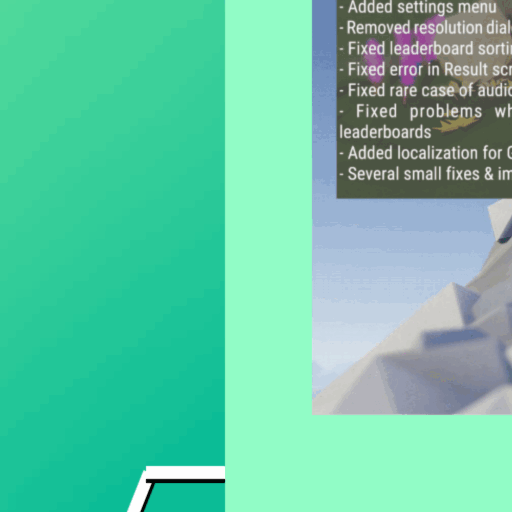 - Added settings menu
- Removed resolution
- Fixed leaderboard
- Fixed error in Result
- Fixed rare case of
- Fixed problems
leaderboards
- Added localization for
- Several small fixes &